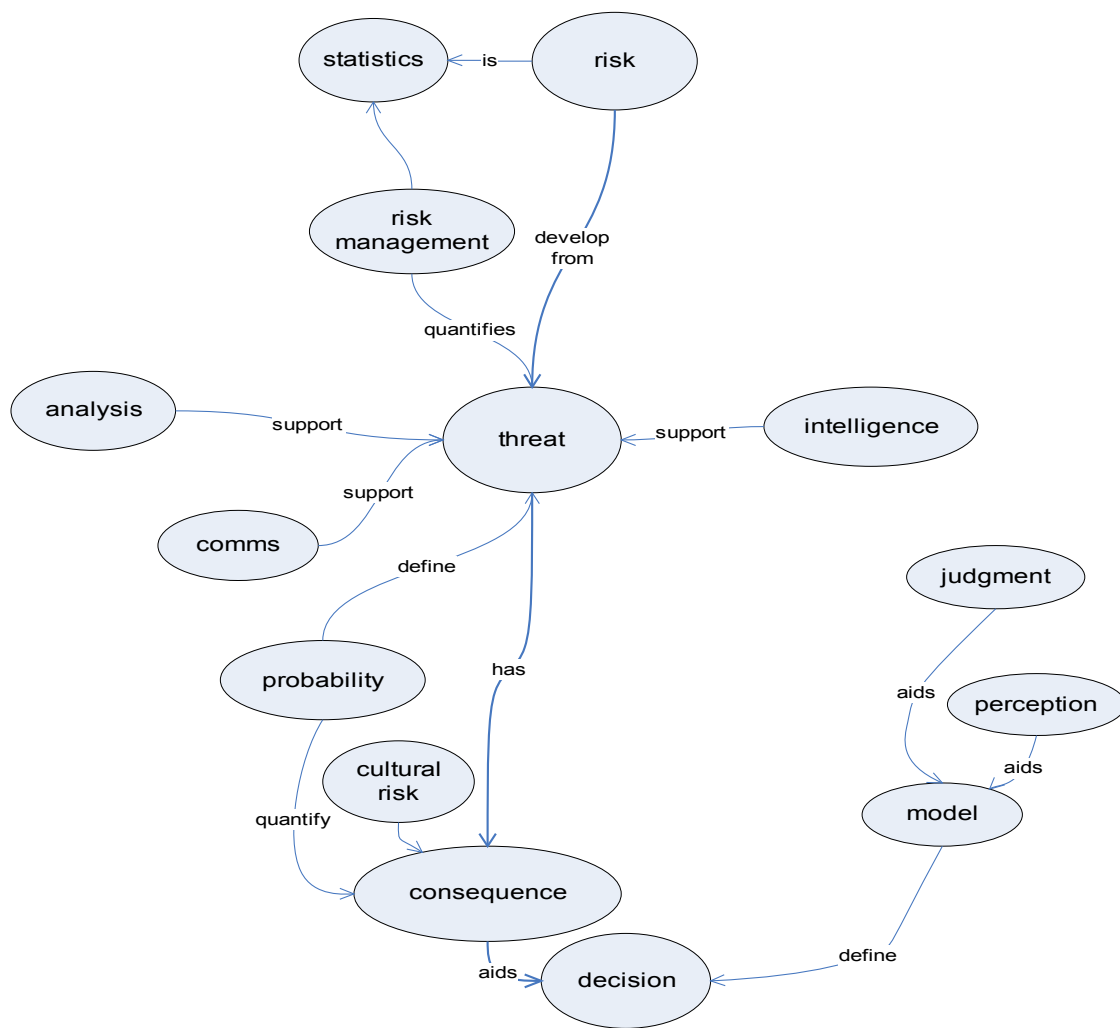 statistics
is
risk
risk
management
develop
from
quantifies
analysis
support
threat
support
intelligence
support
comms
define
judgment
probability
has
aids
perception
cultural
risk
aids
quantify
model
consequence
define
aids
decision